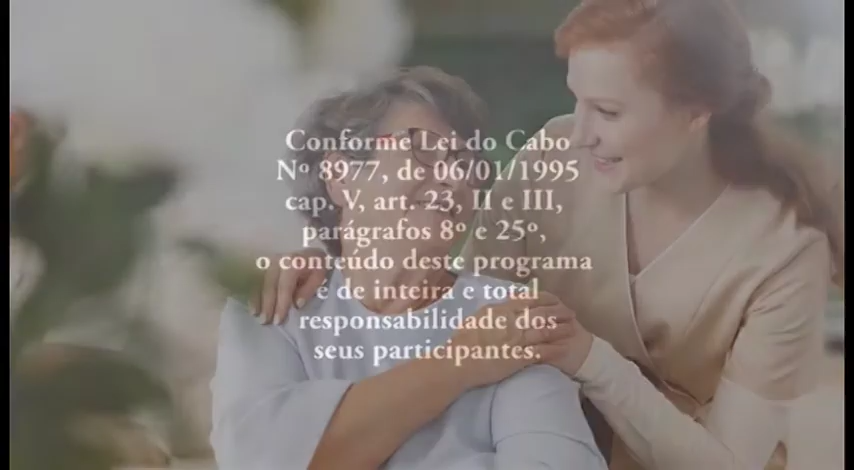 Conforme Lei do Cabo
Nº 8977, de 06/01/1995
cap. V, art. 23, II e III,
parágrafos 8º e 25º,
o conteúdo deste programa
é de inteira e total
responsabilidade dos
seus participantes.